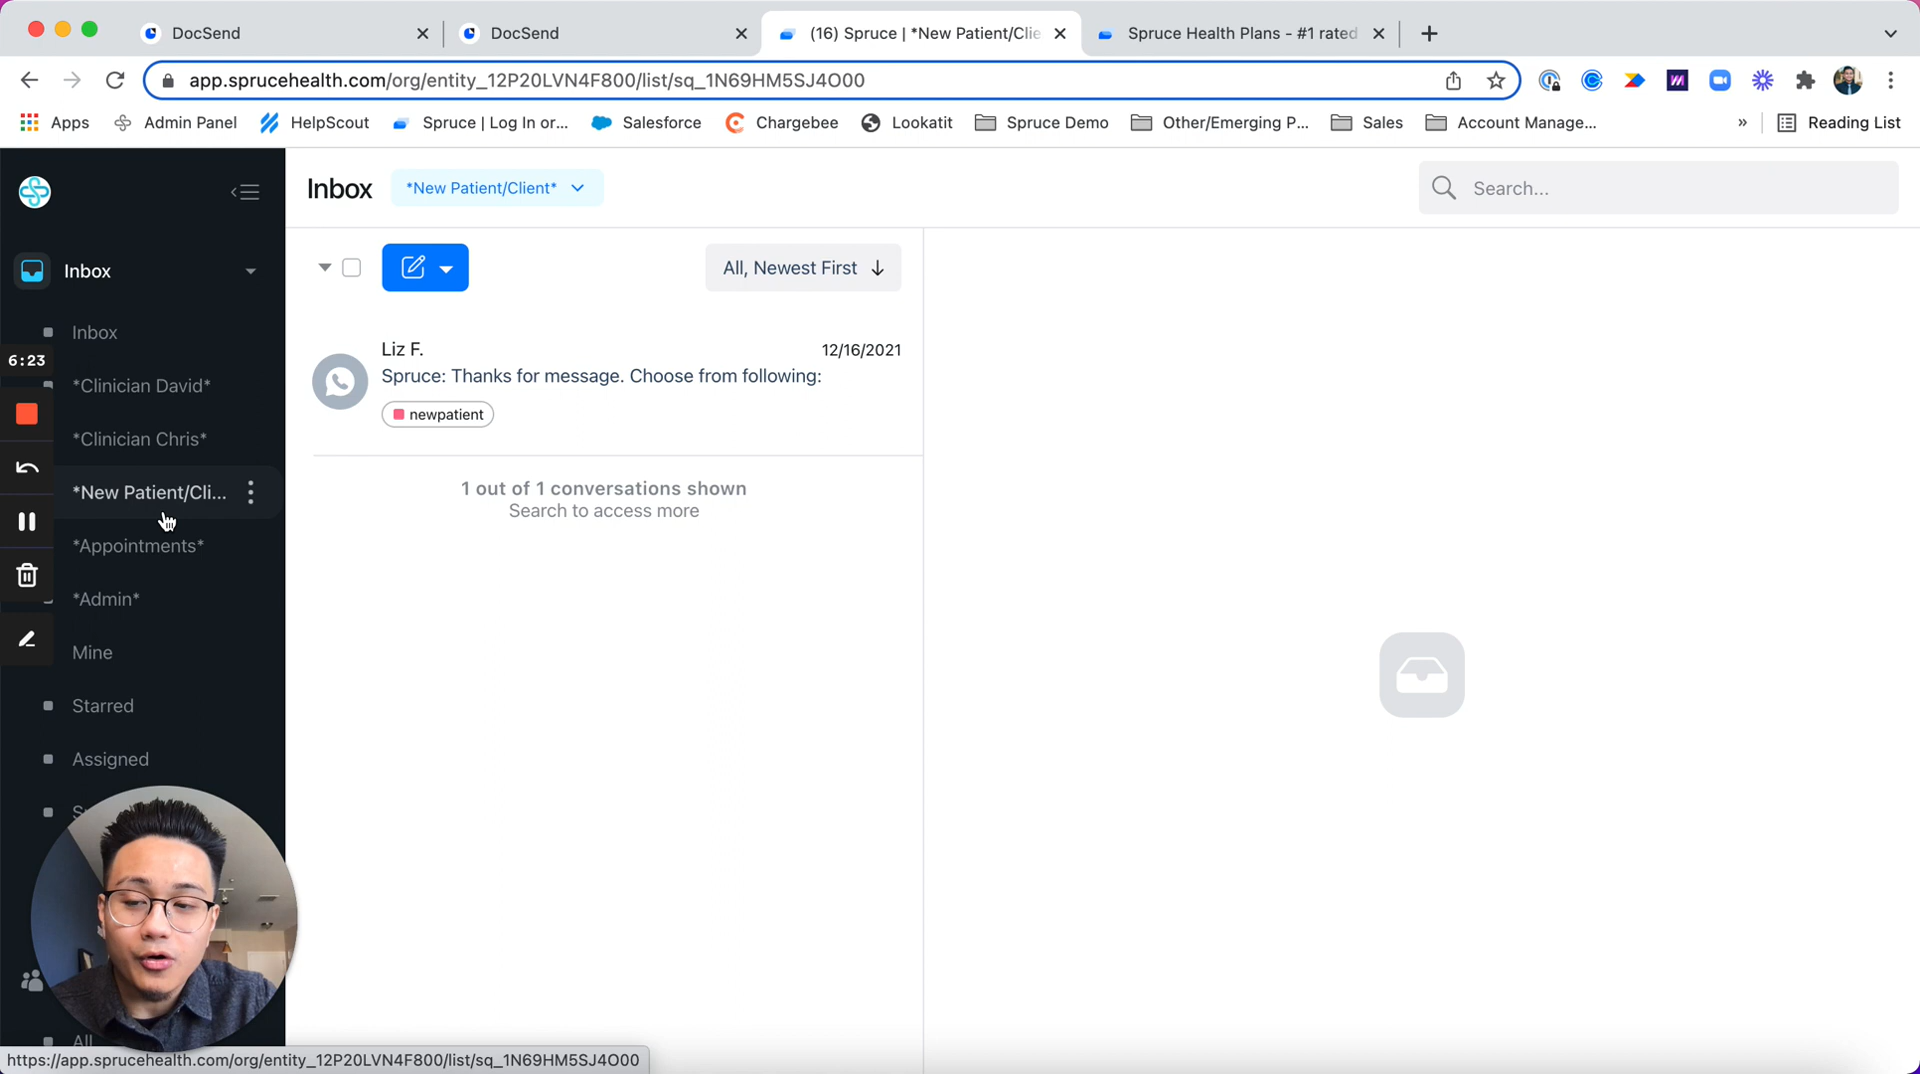 DocSend
DocSend
(16) Spruce | *New Patient/Clie
Spruce Health Plans - #1 rated
app.sprucehealth.com/org/entity_12P20LVN4F800/list/sq_1N69HM5SJ4O00
Apps
Admin Panel
HelpScout
Spruce | Log In or...
Salesforce
Chargebee
Lookatit
Spruce Demo
Other/Emerging P...
Sales
Account Manage...
»
Reading List
Inbox
*New Patient/Client*
Search...
Inbox
All, Newest First
Inbox
6:23
*Clinician David*
*Clinician Chris*
*New Patient/Cli...
*Appointments*
*Admin*
Mine
Starred
Assigned
All
Liz F.
12/16/2021
Spruce: Thanks for message. Choose from following:
newpatient
1 out of 1 conversations shown
Search to access more
https://app.sprucehealth.com/org/entity_12P20LVN4F800/list/sq_1N69HM5SJ4O00